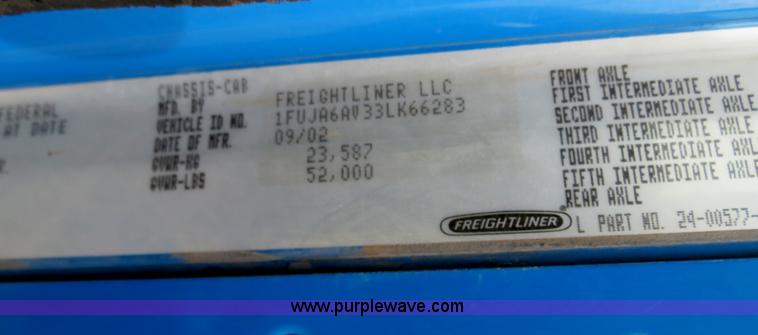 FEDERAL
AT DATE
CHASSIS-CAB
MFD. BY FREIGHTLINER LLC
VEHICLE ID NO. 1FVJA6AV33LK66283
DATE OF MFR. 09/02
GVWR-KG 23,587
GVWR-LBS 52,000
FRONT AXLE
FIRST INTERMEDIATE AXLE
SECOND INTERMEDIATE AXLE
THIRD INTERMEDIATE AXLE
FOURTH INTERMEDIATE AXLE
FIFTH INTERMEDIATE AXLE
REAR AXLE
FREIGHTLINER® L PART NO. 24-00577-
www.purplewave.com